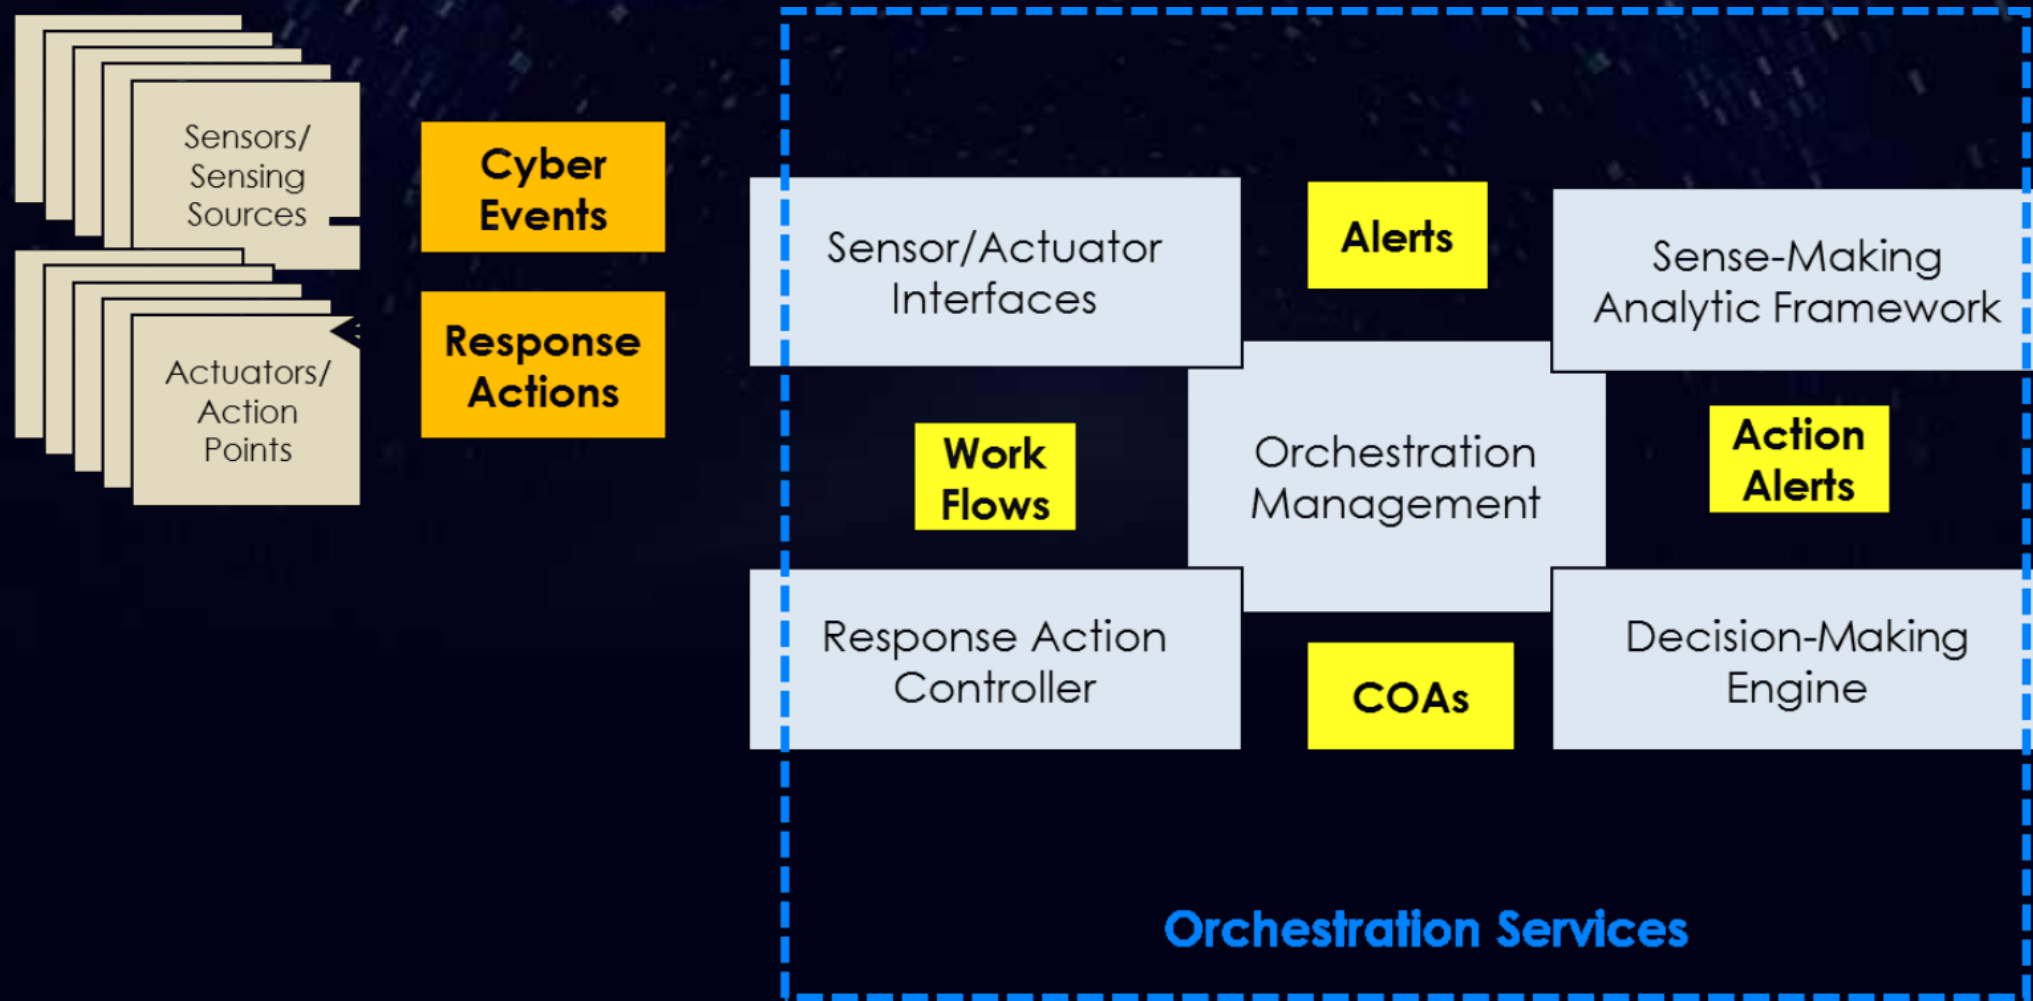 Sensors/
Sensing
Sources
Cyber
Events
Response
Actions
Actuators/
Action
Points
Sensor/Actuator
Interfaces
Alerts
Sense-Making
Analytic Framework
Work
Flows
Orchestration
Management
Action
Alerts
Response Action
Controller
COAs
Decision-Making
Engine
Orchestration Services